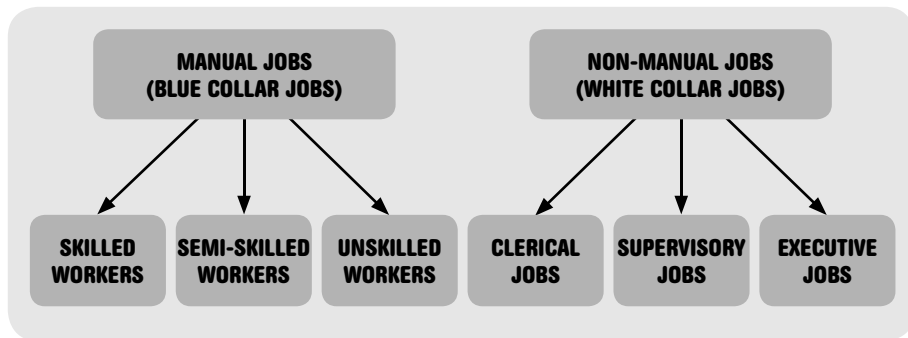 MANUAL JOBS
(BLUE COLLAR JOBS)
NON-MANUAL JOBS
(WHITE COLLAR JOBS)
SKILLED
WORKERS
SEMI-SKILLED
WORKERS
UNSKILLED
WORKERS
CLERICAL
JOBS
SUPERVISORY
JOBS
EXECUTIVE
JOBS